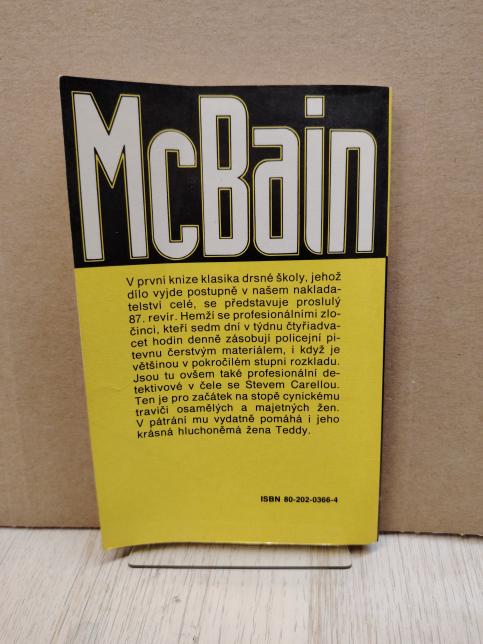 McBain
V první knize klasika drsné školy, jehož
dílo vyjde postupně v našem naklada-
telství celé, se představuje proslulý
87. revír. Hemží se profesionálními zlo-
činci, kteří sedm dní v týdnu čtyřiadva-
cet hodin denně zásobují policejní pi-
tevnu čerstvým materiálem, i když je
většinou v pokročilém stupni rozkladu.
Jsou tu ovšem také profesionální de-
tektivové v čele se Stevem Carellou.
Ten je pro začátek na stopě cynickému
traviči osamělých a majetných žen.
V pátrání mu vydatně pomáhá i jeho
krásná hluchoněmá žena Teddy.
ISBN 80-202-0366-4